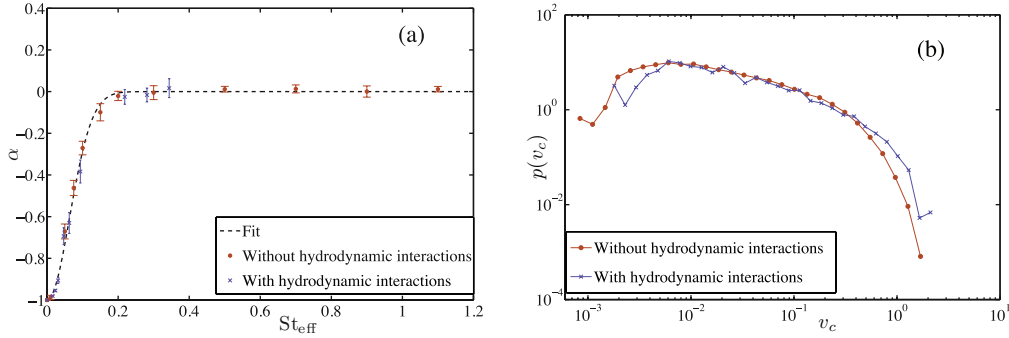 (a)
0.4
0.2
0
−0.2
−0.4
−0.6
−0.8
−1
α
0 0.2 0.4 0.6 0.8 1 1.2
St_eff
Fit
Without hydrodynamic interactions
With hydrodynamic interactions
(b)
10^2
10^0
10^−2
10^−4
p(v_c)
10^−3 10^−2 10^−1 10^0 10^1
v_c
Without hydrodynamic interactions
With hydrodynamic interactions